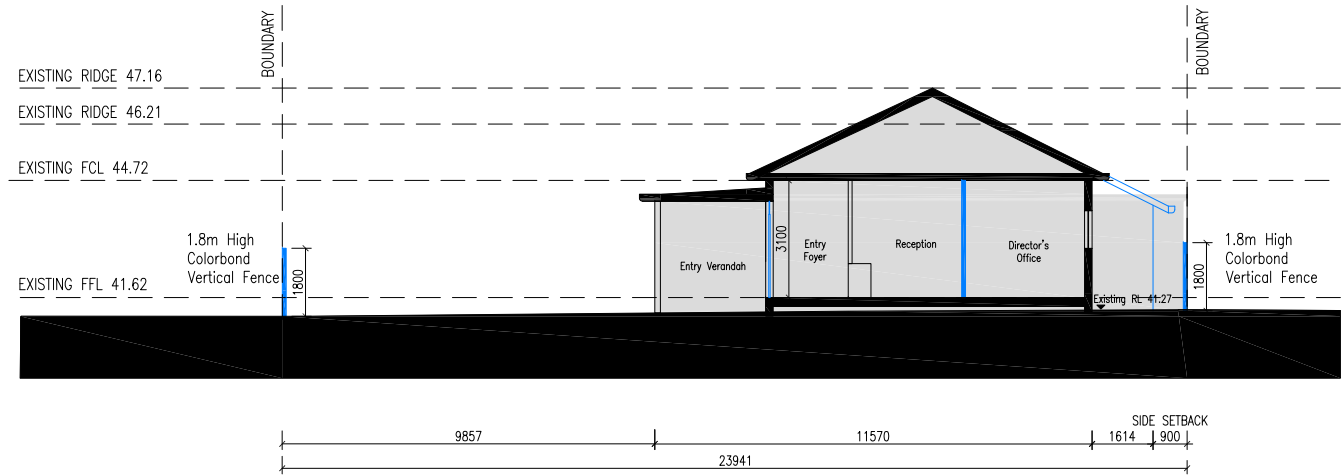 BOUNDARY
BOUNDARY
EXISTING RIDGE 47.16
EXISTING RIDGE 46.21
EXISTING FCL 44.72
1.8m High
Colorbond
Vertical Fence
1800
EXISTING FFL 41.62
Entry Verandah
3100
Entry
Foyer
Reception
Director's
Office
Existing RL 41.27
1800
1.8m High
Colorbond
Vertical Fence
SIDE SETBACK
9857
11570
1614
900
23941